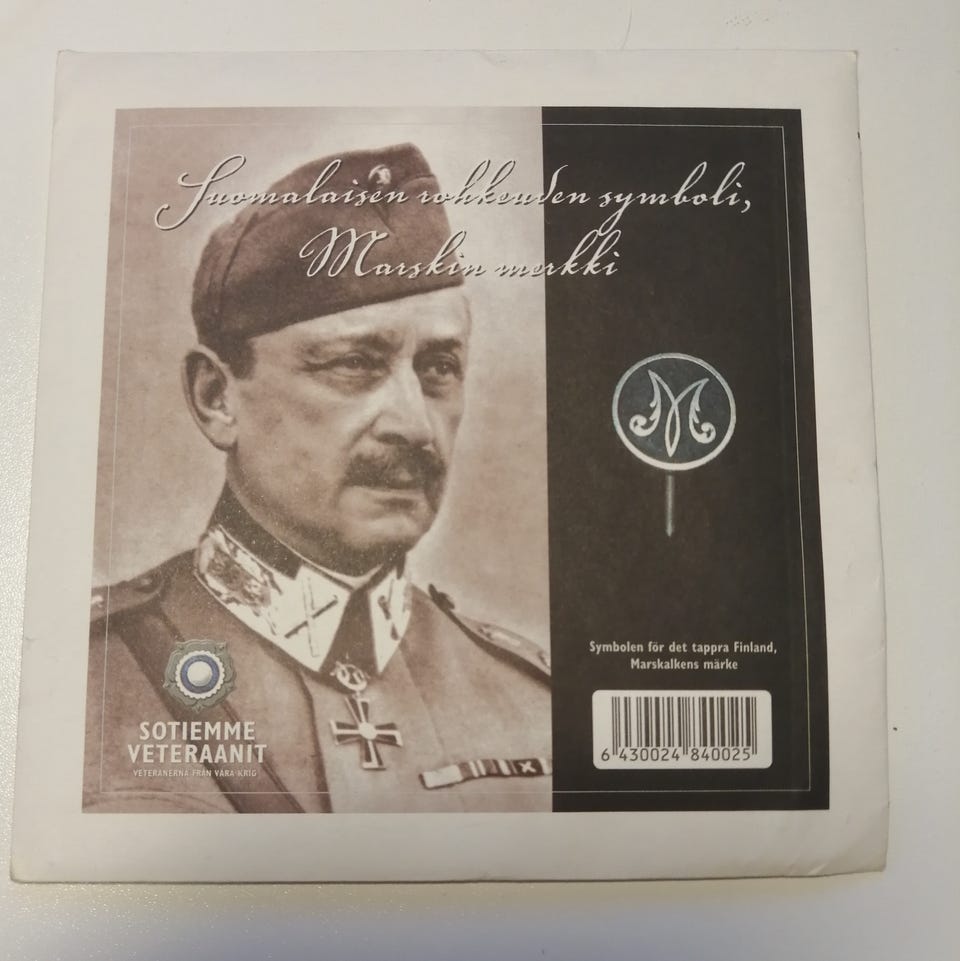 Suomalaisen rohkeuden symboli,
Marskin merkki
M
Symbolen för det tappra Finland,
Marskalkens märke
SOTIEMME
VETERAANIT
VETERANERNA FRÅN VÅRA KRIG
6 430024 840025